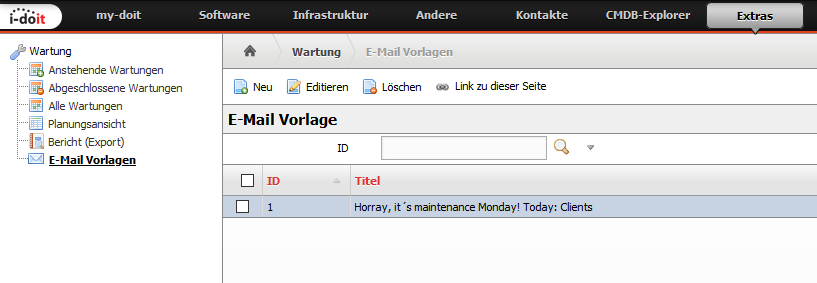 i-doit my-doit Software Infrastruktur Andere Kontakte CMDB-Explorer Extras
Wartung
Anstehende Wartungen
Abgeschlossene Wartungen
Alle Wartungen
Planungsansicht
Bericht (Export)
E-Mail Vorlagen
Wartung E-Mail Vorlagen
Neu Editieren Löschen Link zu dieser Seite
E-Mail Vorlage
ID
ID Titel
1 Horray, it´s maintenance Monday! Today: Clients